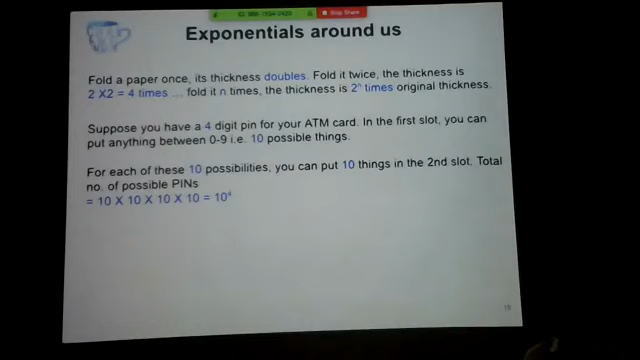 Stop Share
Exponentials around us
Fold a paper once, its thickness doubles. Fold it twice, the thickness is
2 X2 = 4 times ... fold it n times, the thickness is 2ⁿ times original thickness.
Suppose you have a 4 digit pin for your ATM card. In the first slot, you can
put anything between 0-9 i.e. 10 possible things.
For each of these 10 possibilities, you can put 10 things in the 2nd slot. Total
no. of possible PINs
= 10 X 10 X 10 X 10 = 10⁴